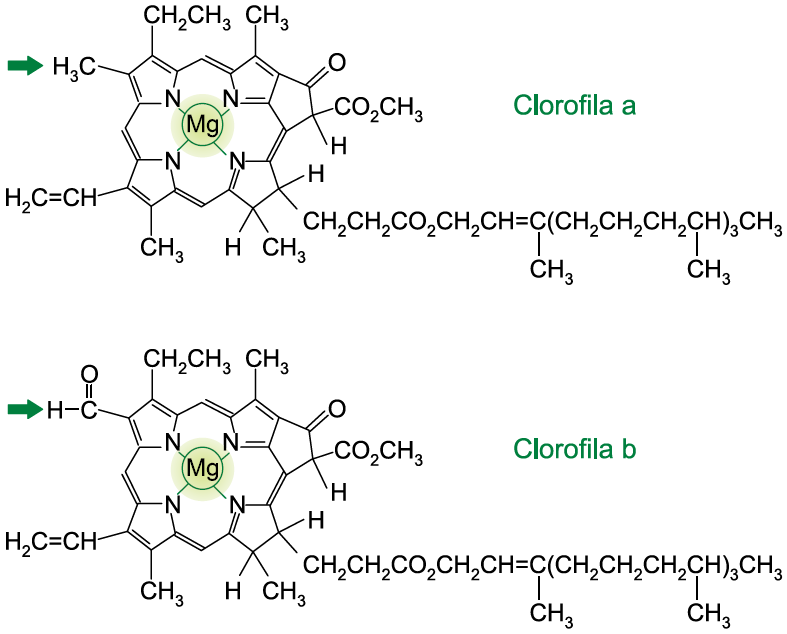 CH₂CH₃ CH₃
H₃C O
N N CO₂CH₃ Clorofila a
Mg
H
N N H
H₂C=CH
CH₂CH₂CO₂CH₂CH=C(CH₂CH₂CH₂CH)₃CH₃
CH₃ H CH₃ CH₃ CH₃
O CH₂CH₃ CH₃
H C O
N N CO₂CH₃ Clorofila b
Mg
H
N N H
H₂C=CH
CH₂CH₂CO₂CH₂CH=C(CH₂CH₂CH₂CH)₃CH₃
CH₃ H CH₃ CH₃ CH₃